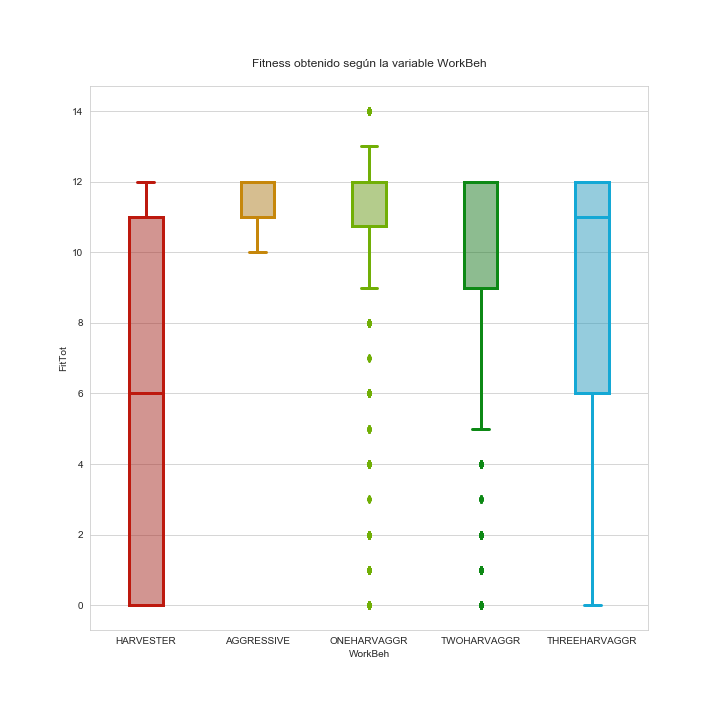 Fitness obtenido según la variable WorkBeh
14
12
10
8
6
4
2
0
FitTot
HARVESTER AGGRESSIVE ONEHARVAGGR TWOHARVAGGR THREEHARVAGGR
WorkBeh